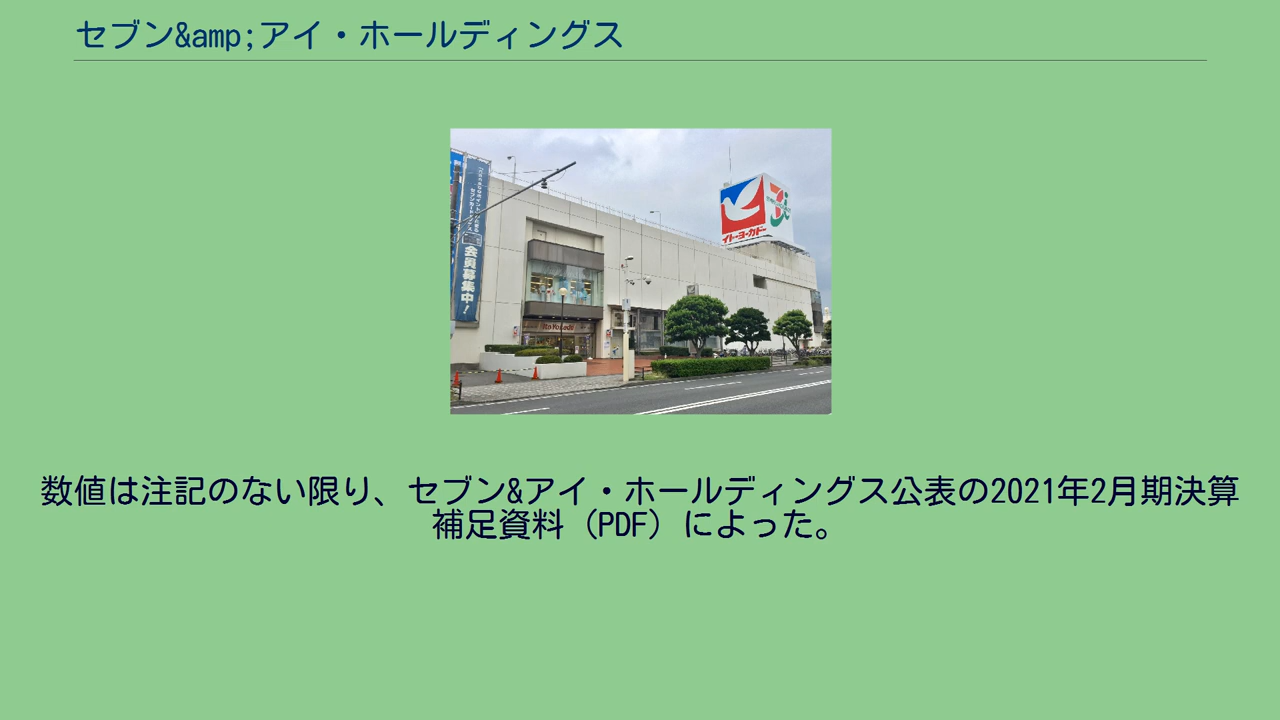 セブン&amp;アイ・ホールディングス
イトーヨーカドー
会員募集中!
Ito Yokado
数値は注記のない限り、セブン&アイ・ホールディングス公表の2021年2月期決算
補足資料（PDF）によった。